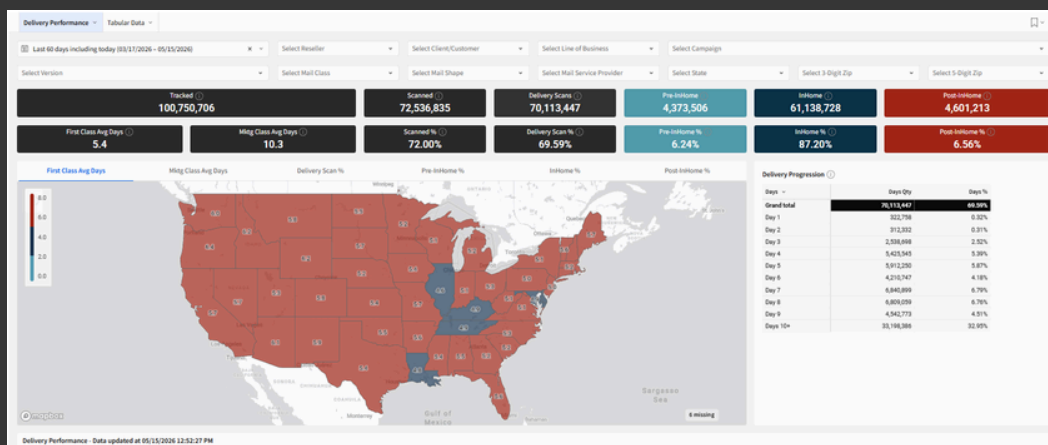 Delivery Performance Tabular Data
Last 60 days including today (03/17/2026 – 05/15/2026) Select Reseller Select Client/Customer Select Line of Business Select Campaign
Select Version Select Mail Class Select Mail Shape Select Mail Service Provider Select State Select 3-Digit Zip Select 5-Digit Zip
Tracked Scanned Delivery Scans Pre-InHome InHome Post-InHome
100,750,706 72,536,835 70,113,447 4,373,506 61,138,728 4,601,213
First Class Avg Days Mktg Class Avg Days Scanned % Delivery Scan % Pre-InHome % InHome % Post-InHome %
5.4 10.3 72.00% 69.59% 6.24% 87.20% 6.56%
First Class Avg Days Mktg Class Avg Days Delivery Scan % Pre-InHome % InHome % Post-InHome %
8.0
6.0
4.0
2.0
0.0
Winnipeg
ONTARIO
Quebec
Ottawa
Toronto
Las Vegas
Monterrey
Gulf of
Mexico
Sargasso
Sea
mapbox
6 missing
Delivery Progression
Days Days Qty Days %
Grand total 70,113,447 69.59%
Day 1 322,758 0.32%
Day 2 312,332 0.31%
Day 3 2,538,698 2.52%
Day 4 5,425,545 5.39%
Day 5 5,912,250 5.87%
Day 6 4,210,747 4.18%
Day 7 6,840,899 6.79%
Day 8 6,809,059 6.76%
Day 9 4,542,773 4.51%
Days 10+ 33,198,386 32.95%
Delivery Performance - Data updated at 05/15/2026 12:52:27 PM